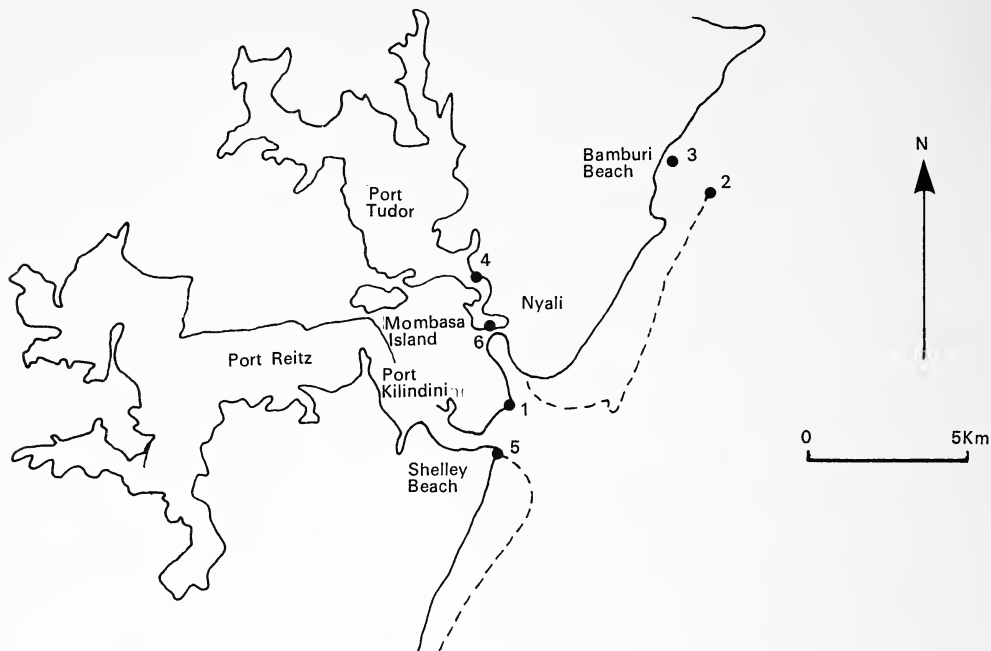 N
Bamburi
Beach
3
2
Port
Tudor
4
Nyali
Mombasa
Island
6
Port Reitz
Port
Kilindini
1
0 5Km
5
Shelley
Beach